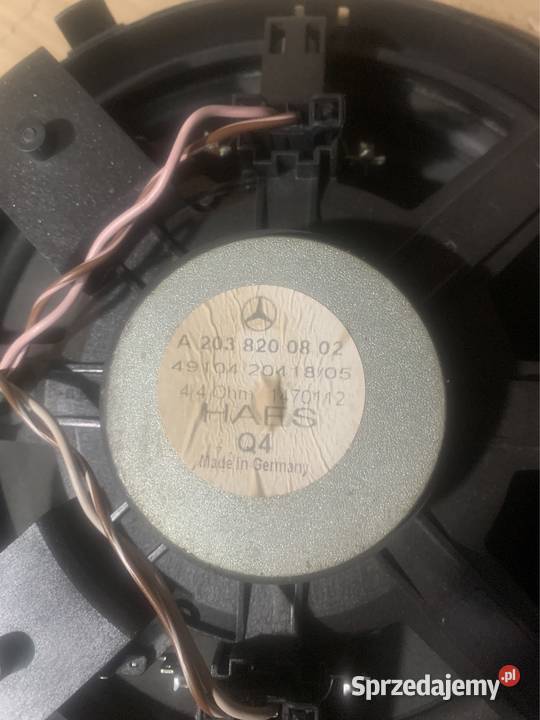 A 203 820 08 02
49104 20418/05
4/4 Ohm 1470112
HAES
Q4
Made in Germany
Sprzedajemy.pl